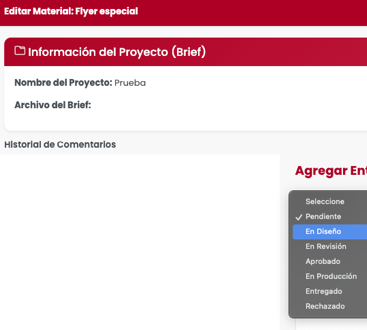 Editar Material: Flyer especial
Información del Proyecto (Brief)
Nombre del Proyecto: Prueba
Archivo del Brief:
Historial de Comentarios
Agregar Ent
Seleccione
Pendiente
En Diseño
En Revisión
Aprobado
En Producción
Entregado
Rechazado